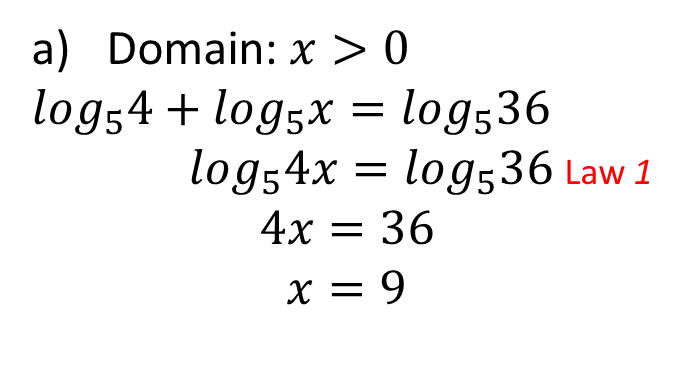 a) Domain: x > 0
log₅4 + log₅x = log₅36
log₅4x = log₅36 Law 1
4x = 36
x = 9